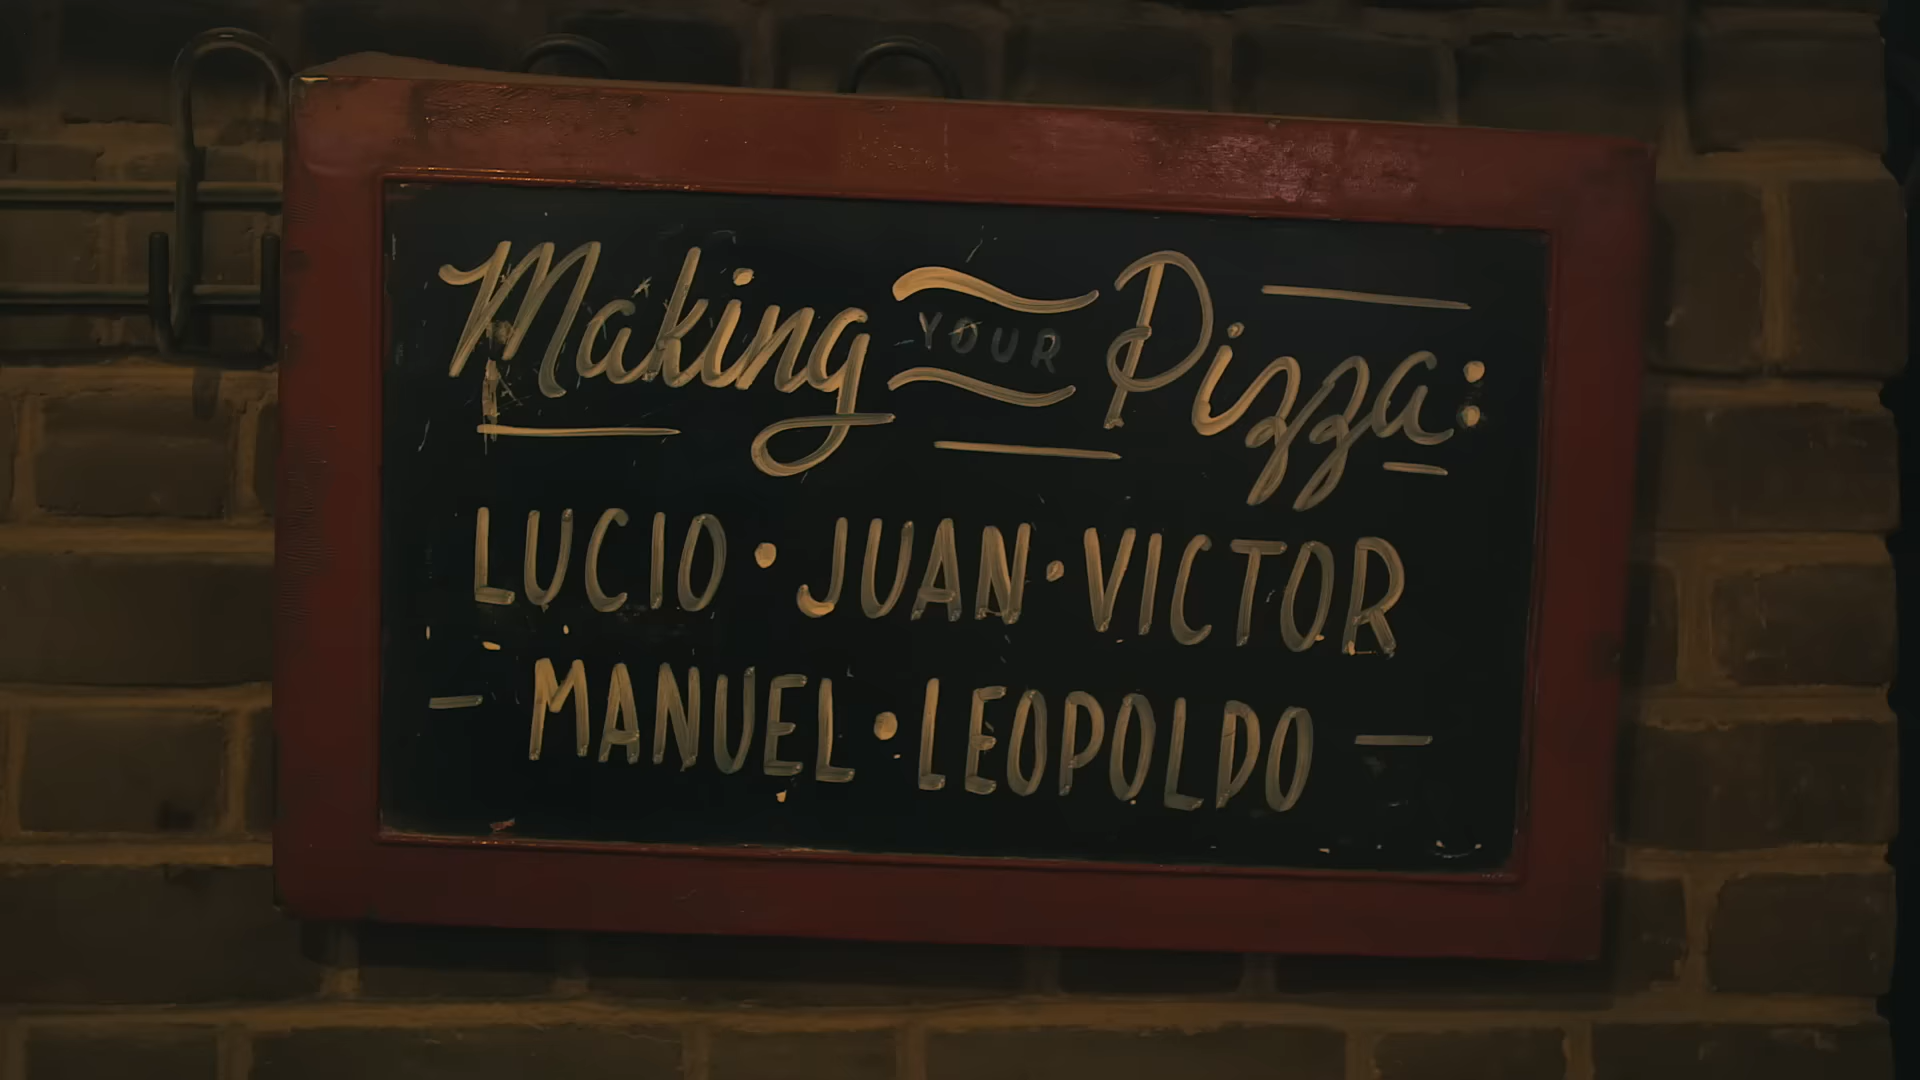 Making YOUR Pizza:
LUCIO • JUAN • VICTOR
— MANUEL • LEOPOLDO —